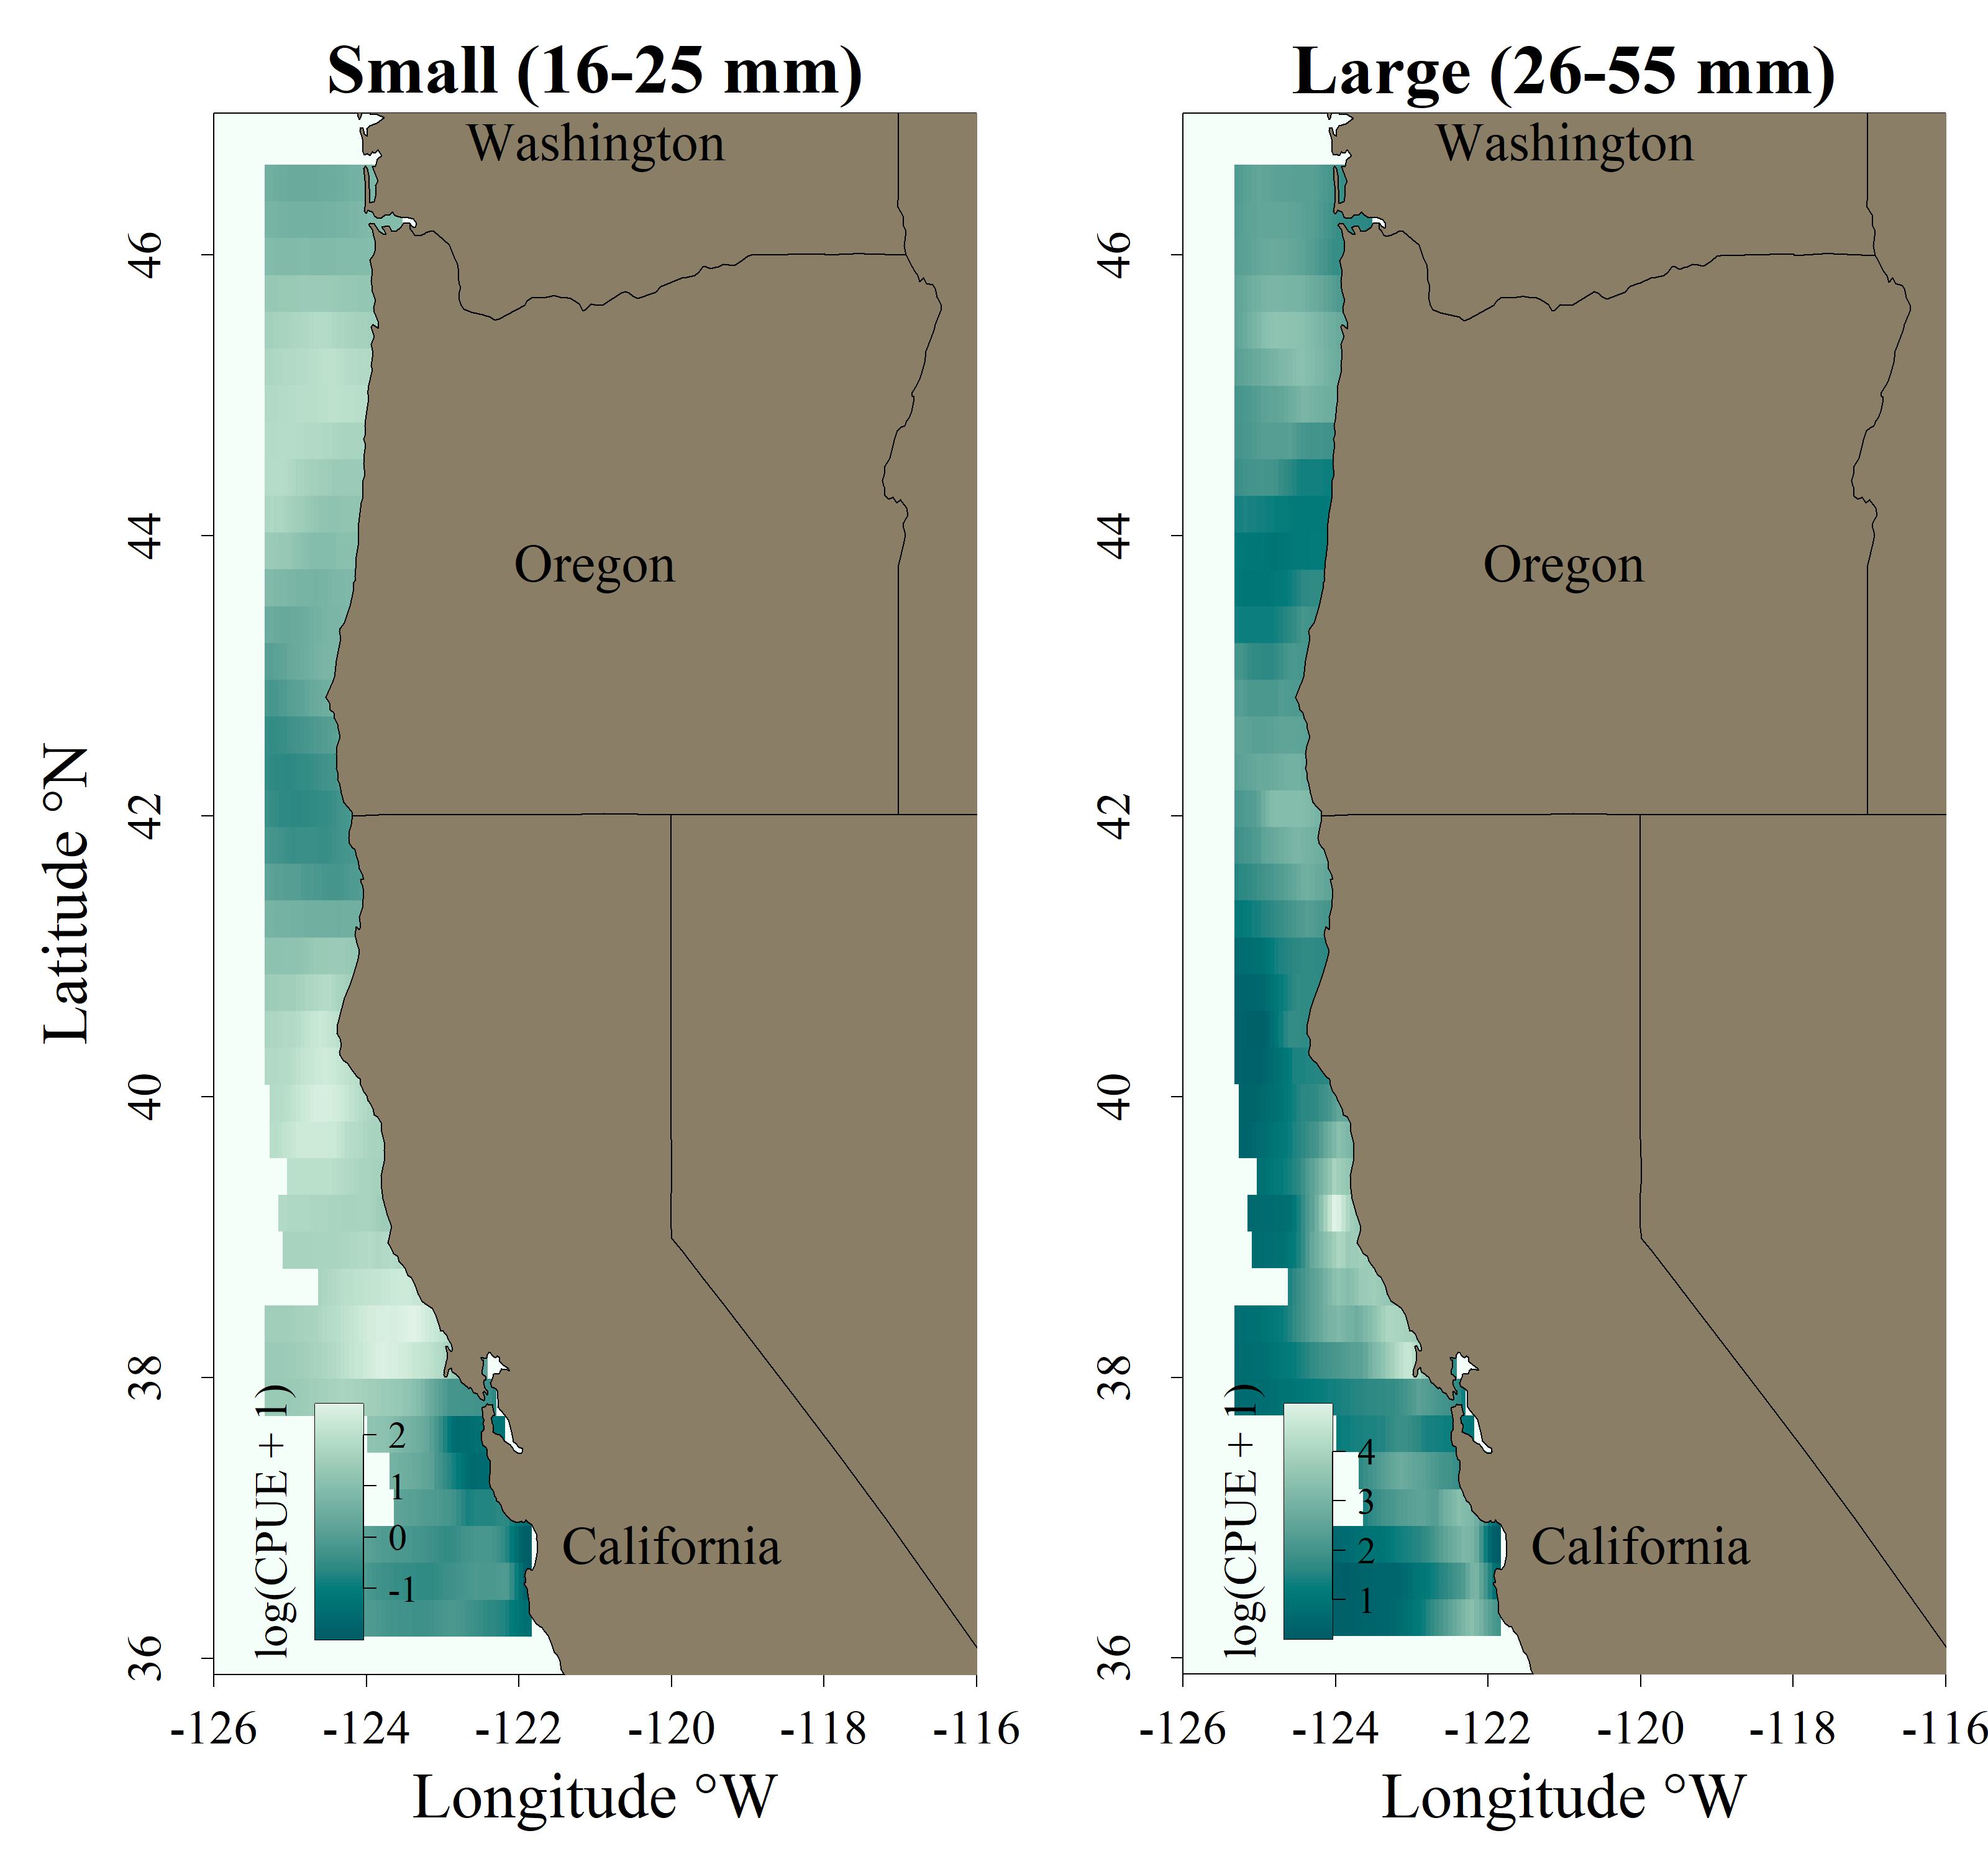 Small (16-25 mm)
Washington
Oregon
California
Latitude °N
46
44
42
40
38
36
log(CPUE + 1)
2
1
0
-1
-126
-124
-122
-120
-118
-116
Longitude °W
Large (26-55 mm)
Washington
Oregon
California
46
44
42
40
38
36
log(CPUE + 1)
4
3
2
1
-126
-124
-122
-120
-118
-116
Longitude °W